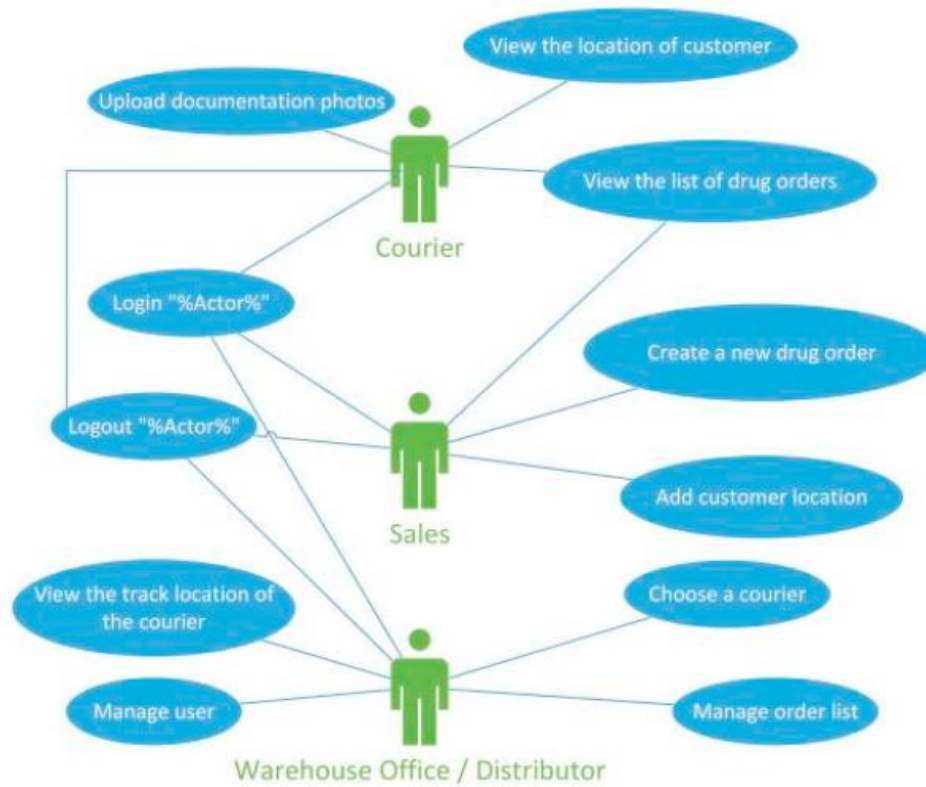 View the location of customer
Upload documentation photos
View the list of drug orders
Courier
Login "%Actor%"
Create a new drug order
Logout "%Actor%"
Add customer location
Sales
View the track location of
the courier
Choose a courier
Manage user
Manage order list
Warehouse Office / Distributor